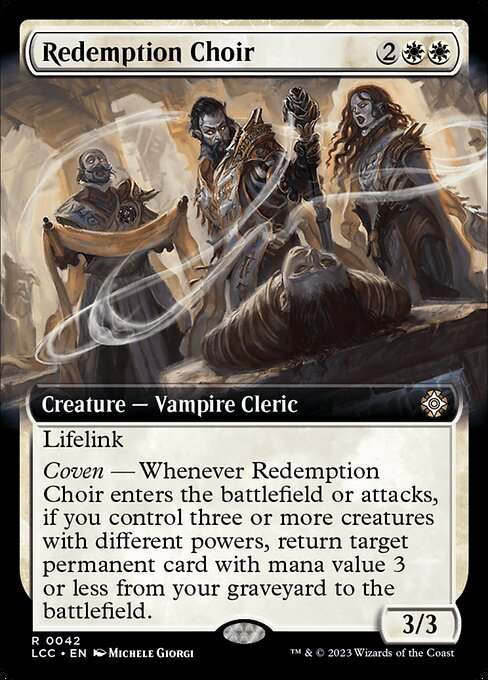 Redemption Choir 2
Creature — Vampire Cleric
Lifelink
Coven — Whenever Redemption
Choir enters the battlefield or attacks,
if you control three or more creatures
with different powers, return target
permanent card with mana value 3
or less from your graveyard to the
battlefield.
3/3
R 0042
LCC • EN Michele Giorgi
™ & © 2023 Wizards of the Coast